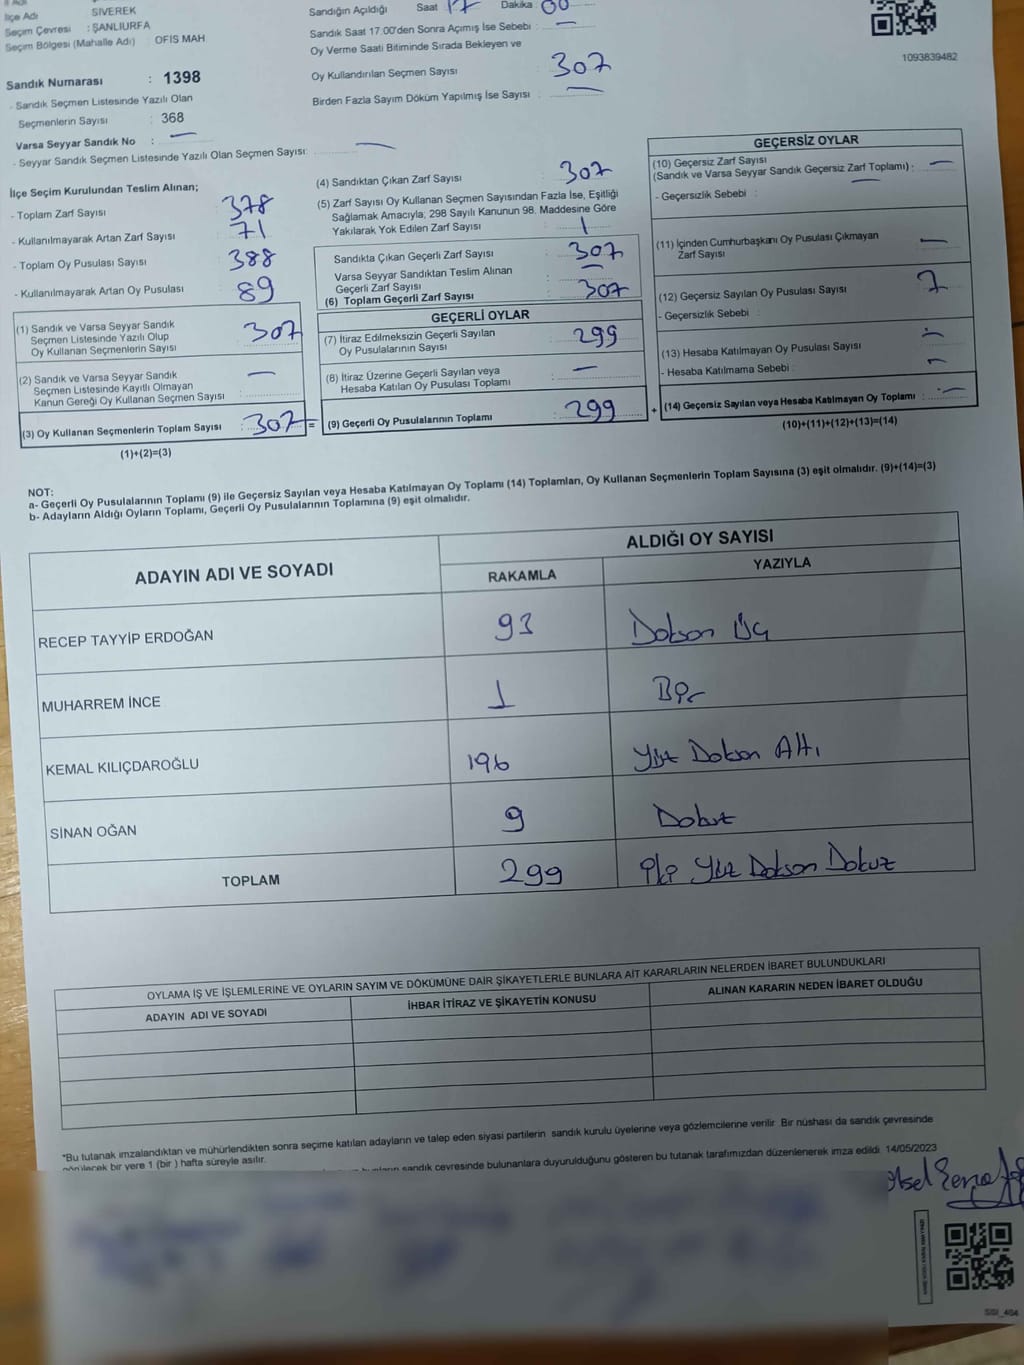 İlçe Adı SİVEREK
Seçim Çevresi : ŞANLIURFA
Seçim Bölgesi (Mahalle Adı) : OFİS MAH.
Sandık Numarası : 1398
- Sandık Seçmen Listesinde Yazılı Olan
Seçmenlerin Sayısı : 368
Varsa Seyyar Sandık No : —
- Seyyar Sandık Seçmen Listesinde Yazılı Olan Seçmen Sayısı: —
Sandığın Açıldığı Saat 17 Dakika 00
Sandık Saat 17.00'den Sonra Açımış İse Sebebi : —
Oy Verme Saati Bitiminde Sırada Bekleyen ve
Oy Kullandırılan Seçmen Sayısı : 307
Birden Fazla Sayım Döküm Yapılmış İse Sayısı : —
1093839482
İlçe Seçim Kurulundan Teslim Alınan;
- Toplam Zarf Sayısı : 378
- Kullanılmayarak Artan Zarf Sayısı : 71
- Toplam Oy Pusulası Sayısı : 388
- Kullanılmayarak Artan Oy Pusulası : 89
(1) Sandık ve Varsa Seyyar Sandık
Seçmen Listesinde Yazılı Olup
Oy Kullanan Seçmenlerin Sayısı : 307
(2) Sandık ve Varsa Seyyar Sandık
Seçmen Listesinde Kayıtlı Olmayan
Kanun Gereği Oy Kullanan Seçmen Sayısı : —
(3) Oy Kullanan Seçmenlerin Toplam Sayısı : 307 =
(1)+(2)=(3)
(4) Sandıktan Çıkan Zarf Sayısı : 307
(5) Zarf Sayısı Oy Kullanan Seçmen Sayısından Fazla İse, Eşitliği
Sağlamak Amacıyla; 298 Sayılı Kanunun 98. Maddesine Göre
Yakılarak Yok Edilen Zarf Sayısı : 1
Sandıkta Çıkan Geçerli Zarf Sayısı : 307
Varsa Seyyar Sandıktan Teslim Alınan
Geçerli Zarf Sayısı : —
(6) Toplam Geçerli Zarf Sayısı : 307
GEÇERLİ OYLAR
(7) İtiraz Edilmeksizin Geçerli Sayılan
Oy Pusulalarının Sayısı : 299
(8) İtiraz Üzerine Geçerli Sayılan veya
Hesaba Katılan Oy Pusulası Toplamı : —
(9) Geçerli Oy Pusulalarının Toplamı : 299 +
GEÇERSİZ OYLAR
(10) Geçersiz Zarf Sayısı
(Sandık ve Varsa Seyyar Sandık Geçersiz Zarf Toplamı) : —
- Geçersizlik Sebebi : —
(11) İçinden Cumhurbaşkanı Oy Pusulası Çıkmayan
Zarf Sayısı : —
(12) Geçersiz Sayılan Oy Pusulası Sayısı : 7
- Geçersizlik Sebebi :
(13) Hesaba Katılmayan Oy Pusulası Sayısı : —
- Hesaba Katılmama Sebebi : —
(14) Geçersiz Sayılan veya Hesaba Katılmayan Oy Toplamı : —
(10)+(11)+(12)+(13)=(14)
NOT:
a- Geçerli Oy Pusulalarının Toplamı (9) ile Geçersiz Sayılan veya Hesaba Katılmayan Oy Toplamı (14) Toplamları, Oy Kullanan Seçmenlerin Toplam Sayısına (3) eşit olmalıdır. (9)+(14)=(3)
b- Adayların Aldığı Oyların Toplamı, Geçerli Oy Pusulalarının Toplamına (9) eşit olmalıdır.
ADAYIN ADI VE SOYADI ALDIĞI OY SAYISI
RAKAMLA YAZIYLA
RECEP TAYYİP ERDOĞAN 93 Doksan Üç
MUHARREM İNCE 1 Bir
KEMAL KILIÇDAROĞLU 196 Yüz Doksan Altı
SİNAN OĞAN 9 Dokuz
TOPLAM 299 İki Yüz Doksan Dokuz
OYLAMA İŞ VE İŞLEMLERİNE VE OYLARIN SAYIM VE DÖKÜMÜNE DAİR ŞİKAYETLERLE BUNLARA AİT KARARLARIN NELERDEN İBARET BULUNDUKLARI
ADAYIN ADI VE SOYADI İHBAR İTİRAZ VE ŞİKAYETİN KONUSU ALINAN KARARIN NEDEN İBARET OLDUĞU
*Bu tutanak imzalandıktan ve mühürlendikten sonra seçime katılan adayların ve talep eden siyasi partilerin sandık kurulu üyelerine veya gözlemcilerine verilir. Bir nüshası da sandık çevresinde
görülecek bir yere 1 (bir) hafta süreyle asılır.
sandık çevresinde bulunanlara duyurulduğunu gösteren bu tutanak tarafımızdan düzenlenerek imza edildi. 14/05/2023
SSI_404